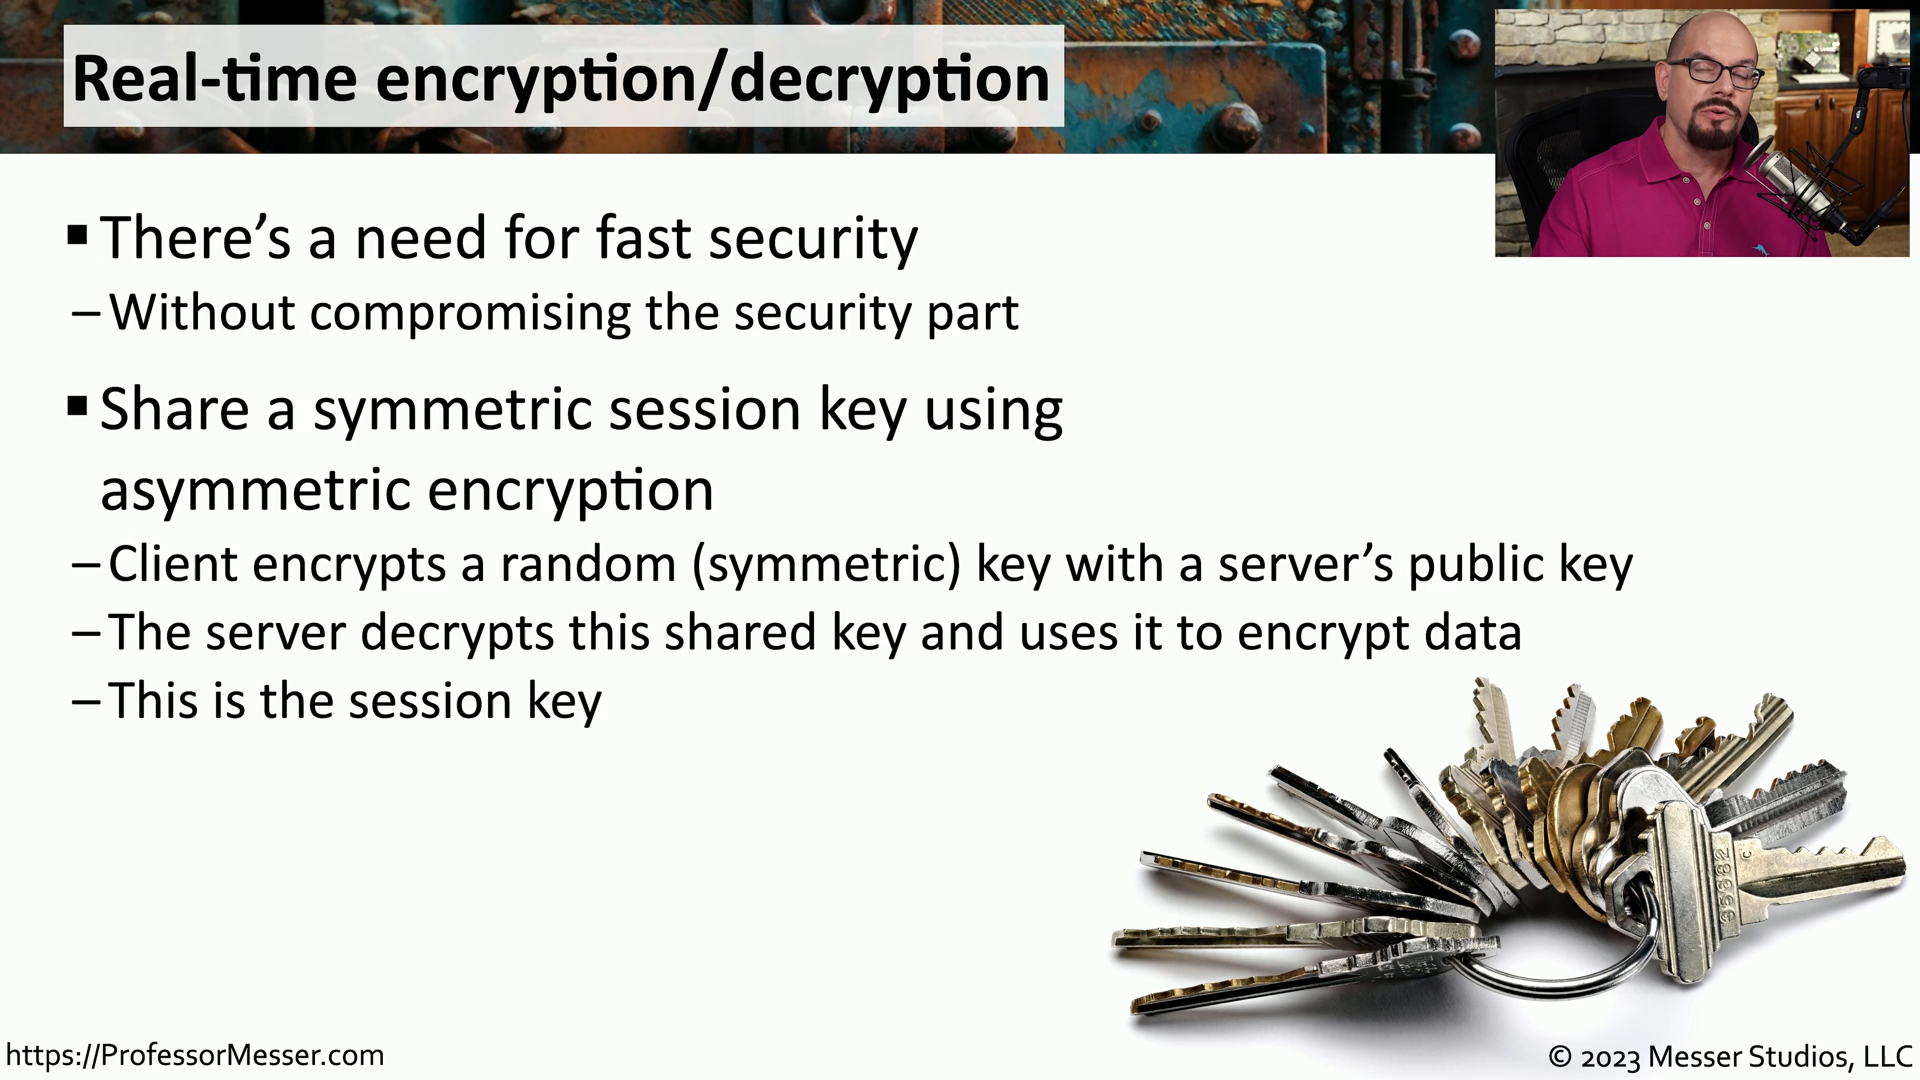 Real-time encryption/decryption
▪ There’s a need for fast security
– Without compromising the security part
▪ Share a symmetric session key using
asymmetric encryption
– Client encrypts a random (symmetric) key with a server’s public key
– The server decrypts this shared key and uses it to encrypt data
– This is the session key
https://ProfessorMesser.com
© 2023 Messer Studios, LLC